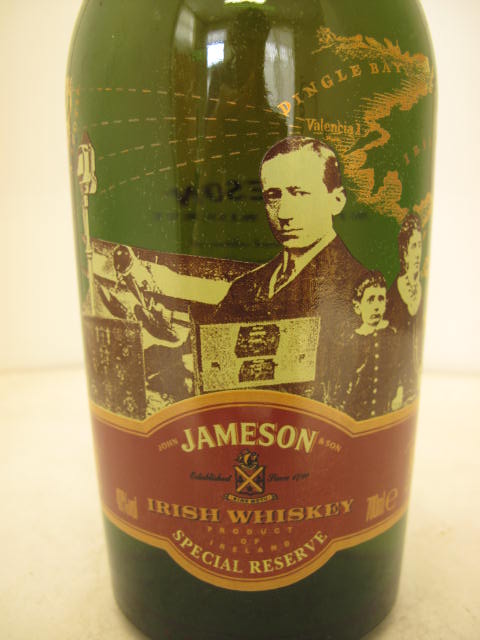 DINGLE BAY
Valencia I.
JOHN JAMESON & SON
Established Since 1780
SINE METU
IRISH WHISKEY
40%vol 700ml e
PRODUCT
OF
IRELAND
SPECIAL RESERVE